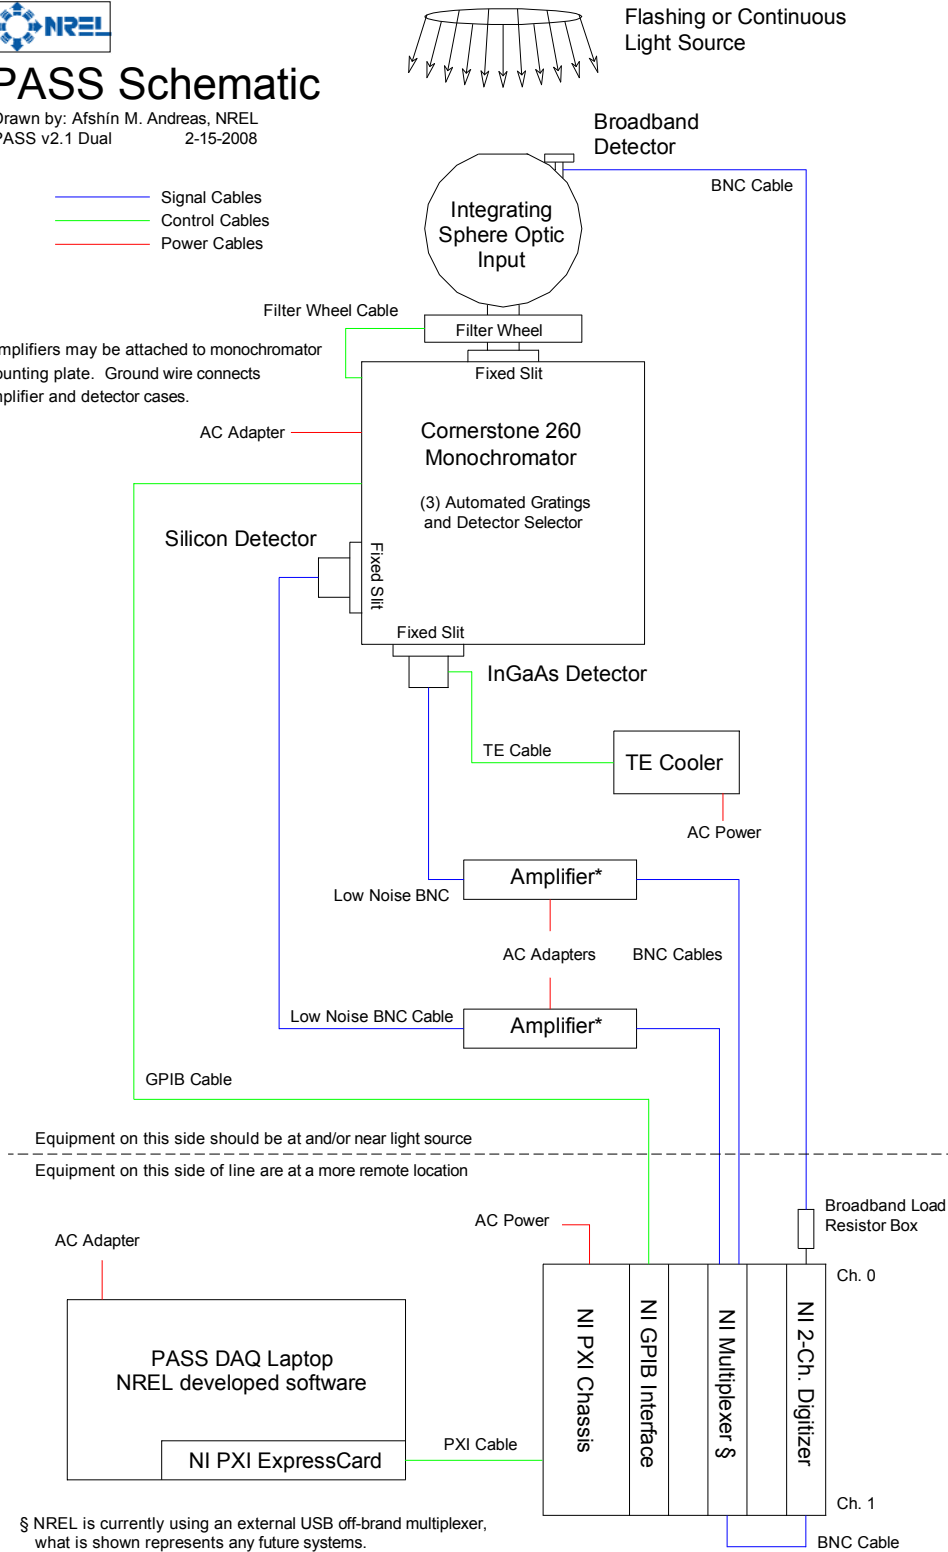 NREL
Flashing or Continuous
Light Source
PASS Schematic
Drawn by: Afshín M. Andreas, NREL
PASS v2.1 Dual 2-15-2008
Broadband
Detector
BNC Cable
Signal Cables
Control Cables
Power Cables
Integrating
Sphere Optic
Input
Filter Wheel Cable
Filter Wheel
mplifiers may be attached to monochromator
ounting plate. Ground wire connects
mplifier and detector cases.
Fixed Slit
AC Adapter
Cornerstone 260
Monochromator
(3) Automated Gratings
and Detector Selector
Silicon Detector
Fixed Slit
Fixed Slit
InGaAs Detector
TE Cable
TE Cooler
AC Power
Amplifier*
Low Noise BNC
AC Adapters
BNC Cables
Low Noise BNC Cable
Amplifier*
GPIB Cable
Equipment on this side should be at and/or near light source
Equipment on this side of line are at a more remote location
Broadband Load
Resistor Box
AC Power
AC Adapter
Ch. 0
NI PXI Chassis
NI GPIB Interface
NI Multiplexer §
NI 2-Ch. Digitizer
PASS DAQ Laptop
NREL developed software
PXI Cable
NI PXI ExpressCard
Ch. 1
§ NREL is currently using an external USB off-brand multiplexer,
what is shown represents any future systems.
BNC Cable